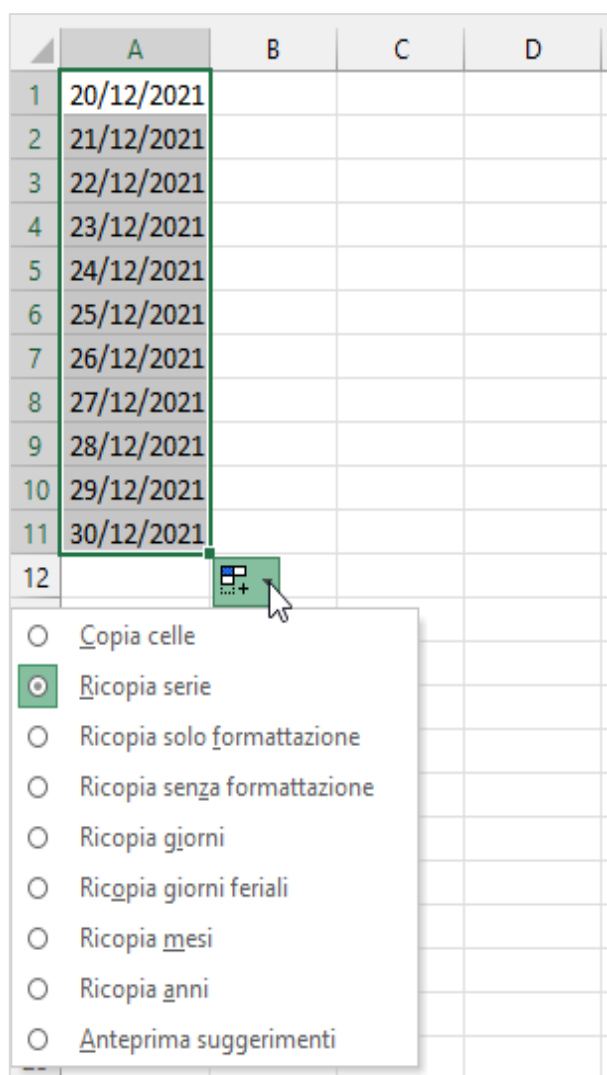 A B C D
1 20/12/2021
2 21/12/2021
3 22/12/2021
4 23/12/2021
5 24/12/2021
6 25/12/2021
7 26/12/2021
8 27/12/2021
9 28/12/2021
10 29/12/2021
11 30/12/2021
12
Copia celle
Ricopia serie
Ricopia solo formattazione
Ricopia senza formattazione
Ricopia giorni
Ricopia giorni feriali
Ricopia mesi
Ricopia anni
Anteprima suggerimenti